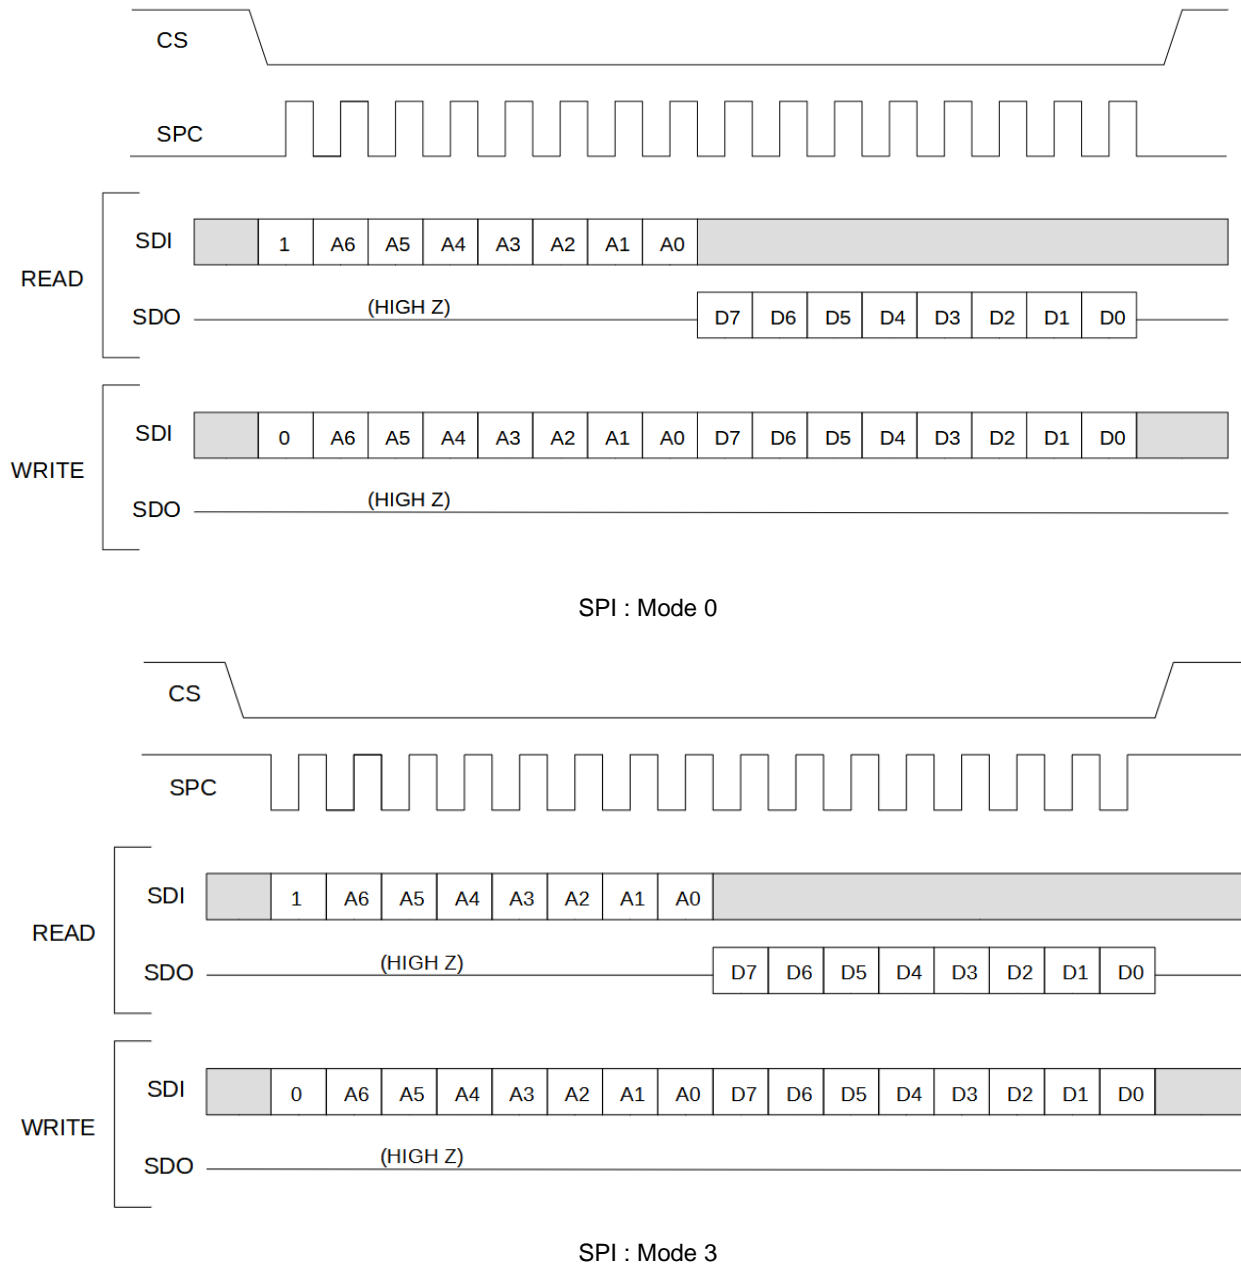 CS
SPC
SDI 1 A6 A5 A4 A3 A2 A1 A0
READ
SDO (HIGH Z) D7 D6 D5 D4 D3 D2 D1 D0
SDI 0 A6 A5 A4 A3 A2 A1 A0 D7 D6 D5 D4 D3 D2 D1 D0
WRITE
SDO (HIGH Z)
SPI : Mode 0
CS
SPC
SDI 1 A6 A5 A4 A3 A2 A1 A0
READ
SDO (HIGH Z) D7 D6 D5 D4 D3 D2 D1 D0
SDI 0 A6 A5 A4 A3 A2 A1 A0 D7 D6 D5 D4 D3 D2 D1 D0
WRITE
SDO (HIGH Z)
SPI : Mode 3